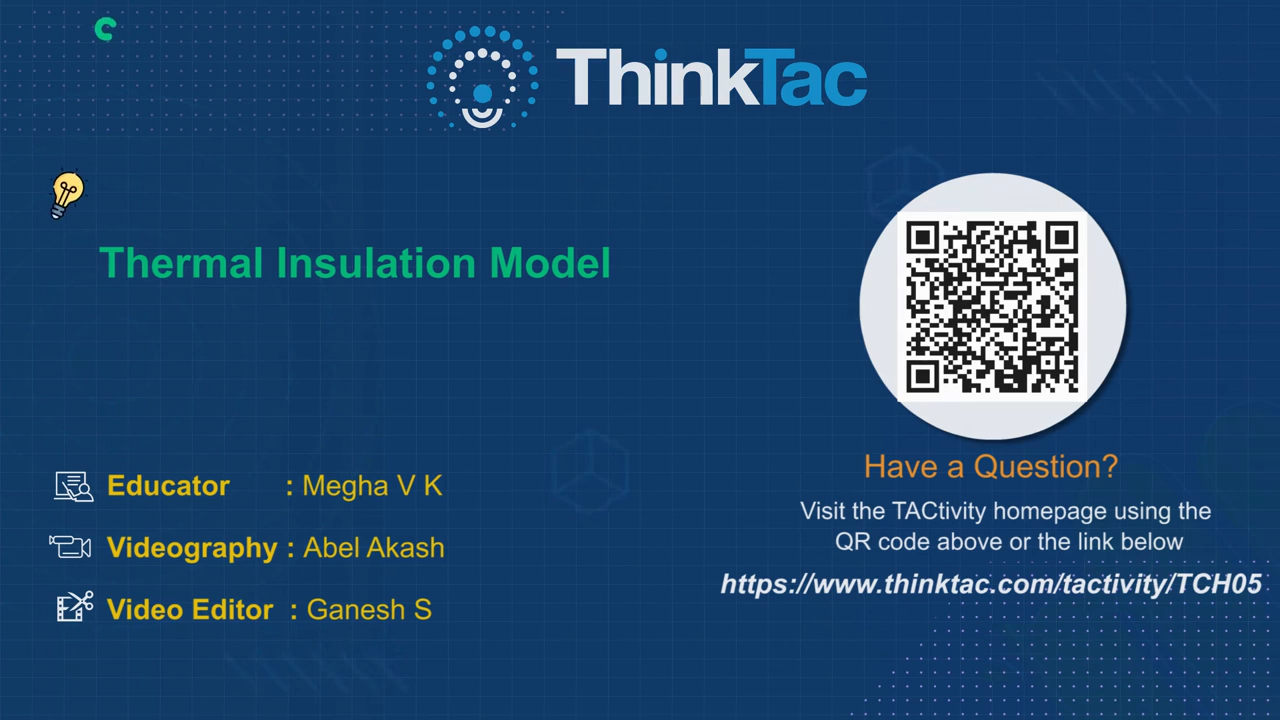 ThinkTac
Thermal Insulation Model
Educator : Megha V K
Videography : Abel Akash
Video Editor : Ganesh S
Have a Question?
Visit the TACtivity homepage using the
QR code above or the link below
https://www.thinktac.com/tactivity/TCH05